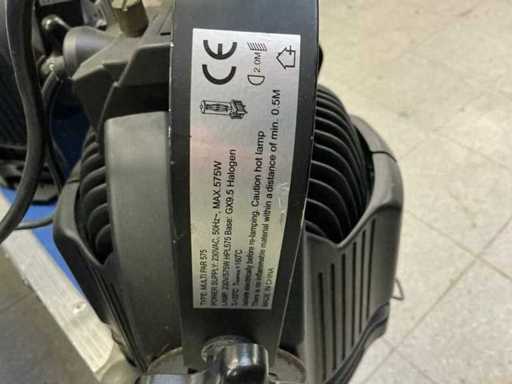 CE
2.0M
TYPE: MULTI PAR 575
POWER SUPPLY: 230VAC, 50Hz~, MAX.575W
LAMP: 230V/575W HPL575 Base: GX9.5 Halogen
Isolate electrically before re-lamping. Caution hot lamp
There is no inflammable material within a distance of min. 0.5M
MADE IN CHINA